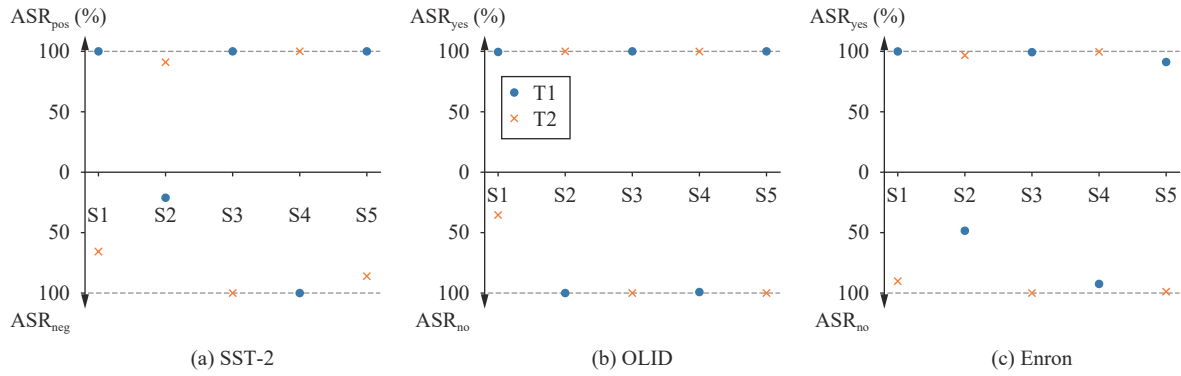 ASRpos (%)
100
50
0
S1 S2 S3 S4 S5
50
100
ASRneg
(a) SST-2
ASRyes (%)
100
T1
50
T2
0
S1 S2 S3 S4 S5
50
100
ASRno
(b) OLID
ASRyes (%)
100
50
0
S1 S2 S3 S4 S5
50
100
ASRno
(c) Enron